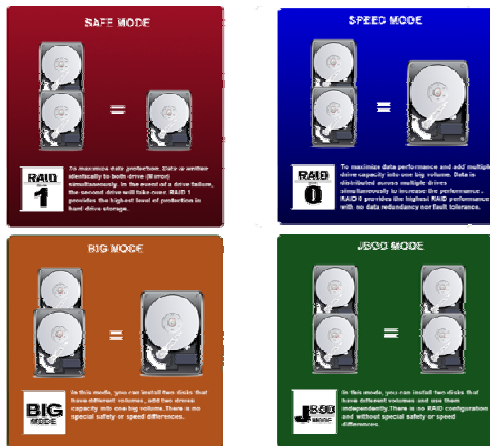 SAFE MODE
=
RAID
1
To maximize data protection. Data is written
identically to both drive (Mirror)
simultaneously. In the event of a drive failure,
the second drive will take over. RAID 1
provides the highest level of protection in
hard drive storage.
SPEED MODE
=
RAID
0
To maximize data performance and add multiple
drive capacity into one big volume. Data is
distributed across multiple drives
simultaneously to increase the performance.
RAID 0 provides the highest RAID performance
with no data redundancy nor fault tolerance.
BIG MODE
=
BIG
MODE
In this mode, you can install two disks that
have different volumes, add two drives
capacity into one big volume. There is no
special safety or speed differences.
JBOD MODE
=
JBOD
MODE
In this mode, you can install two disks that
have different volumes and use them
independently. There is no RAID configuration
and without special safety or speed
differences.